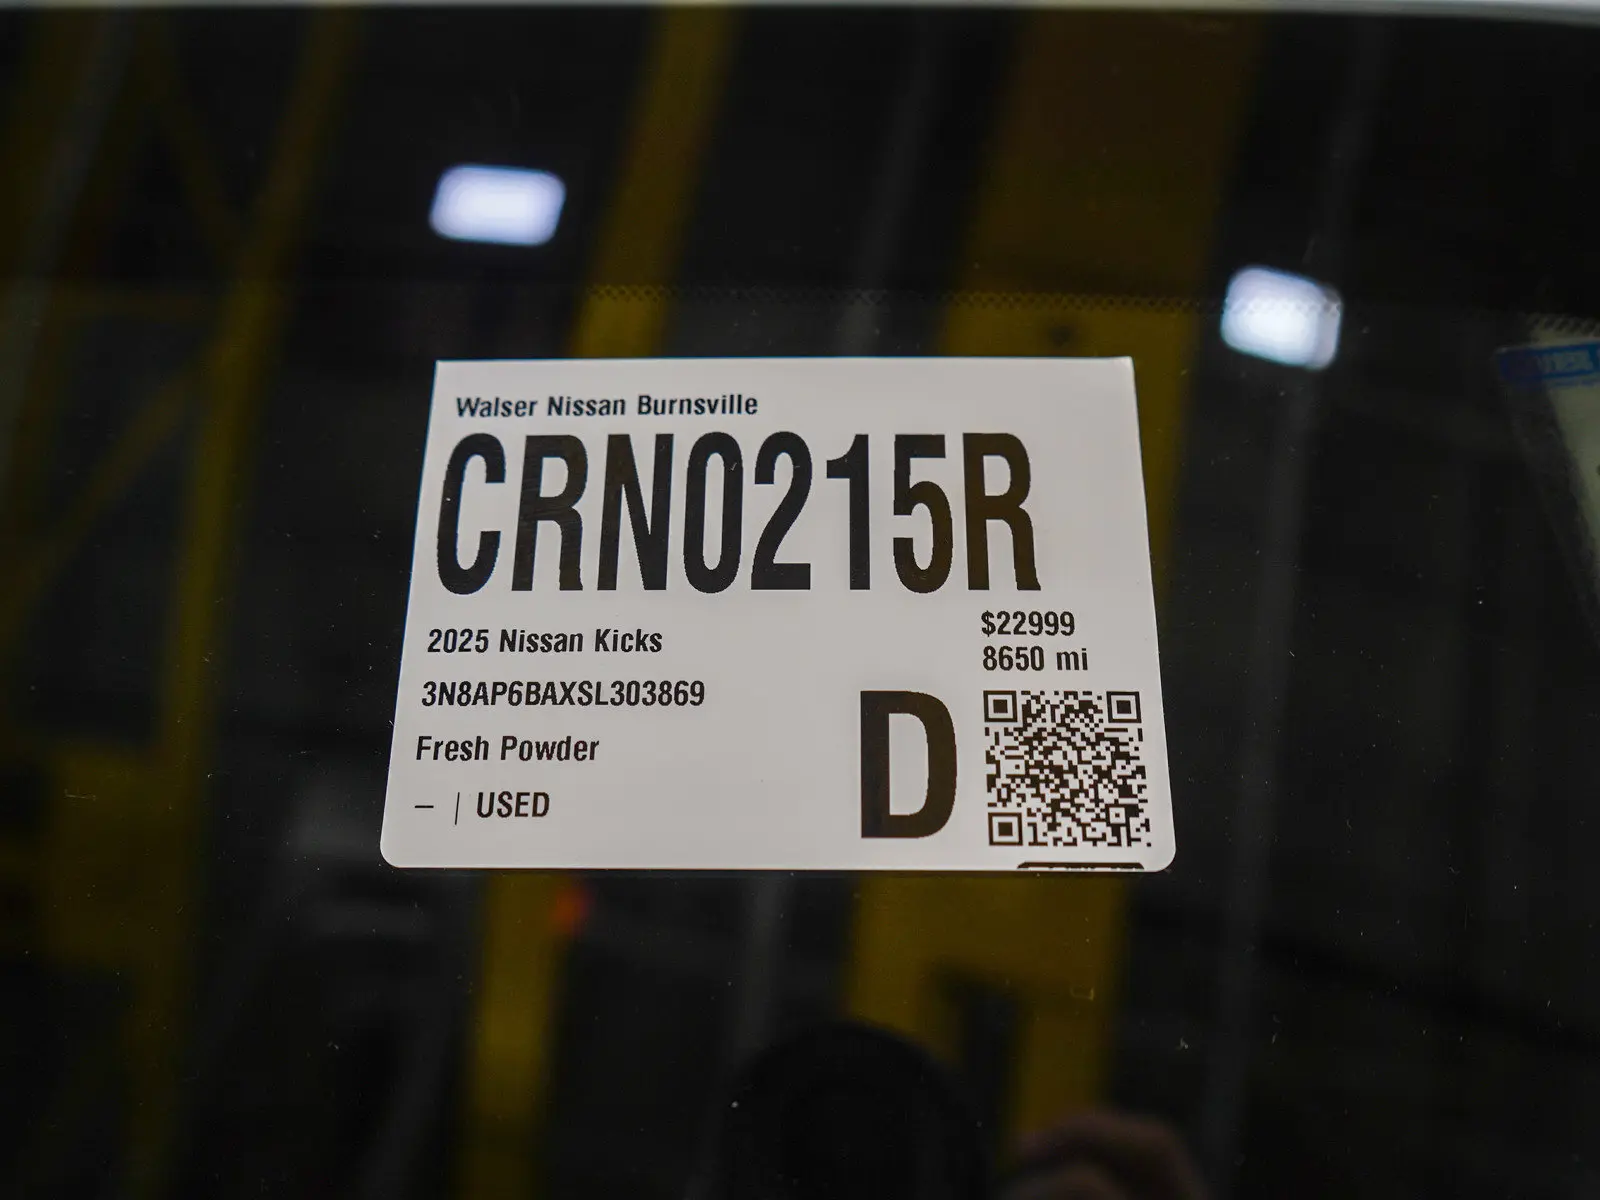 Walser Nissan Burnsville
CRN0215R
$22999
2025 Nissan Kicks
8650 mi
3N8AP6BAXSL303869
D
Fresh Powder
– | USED